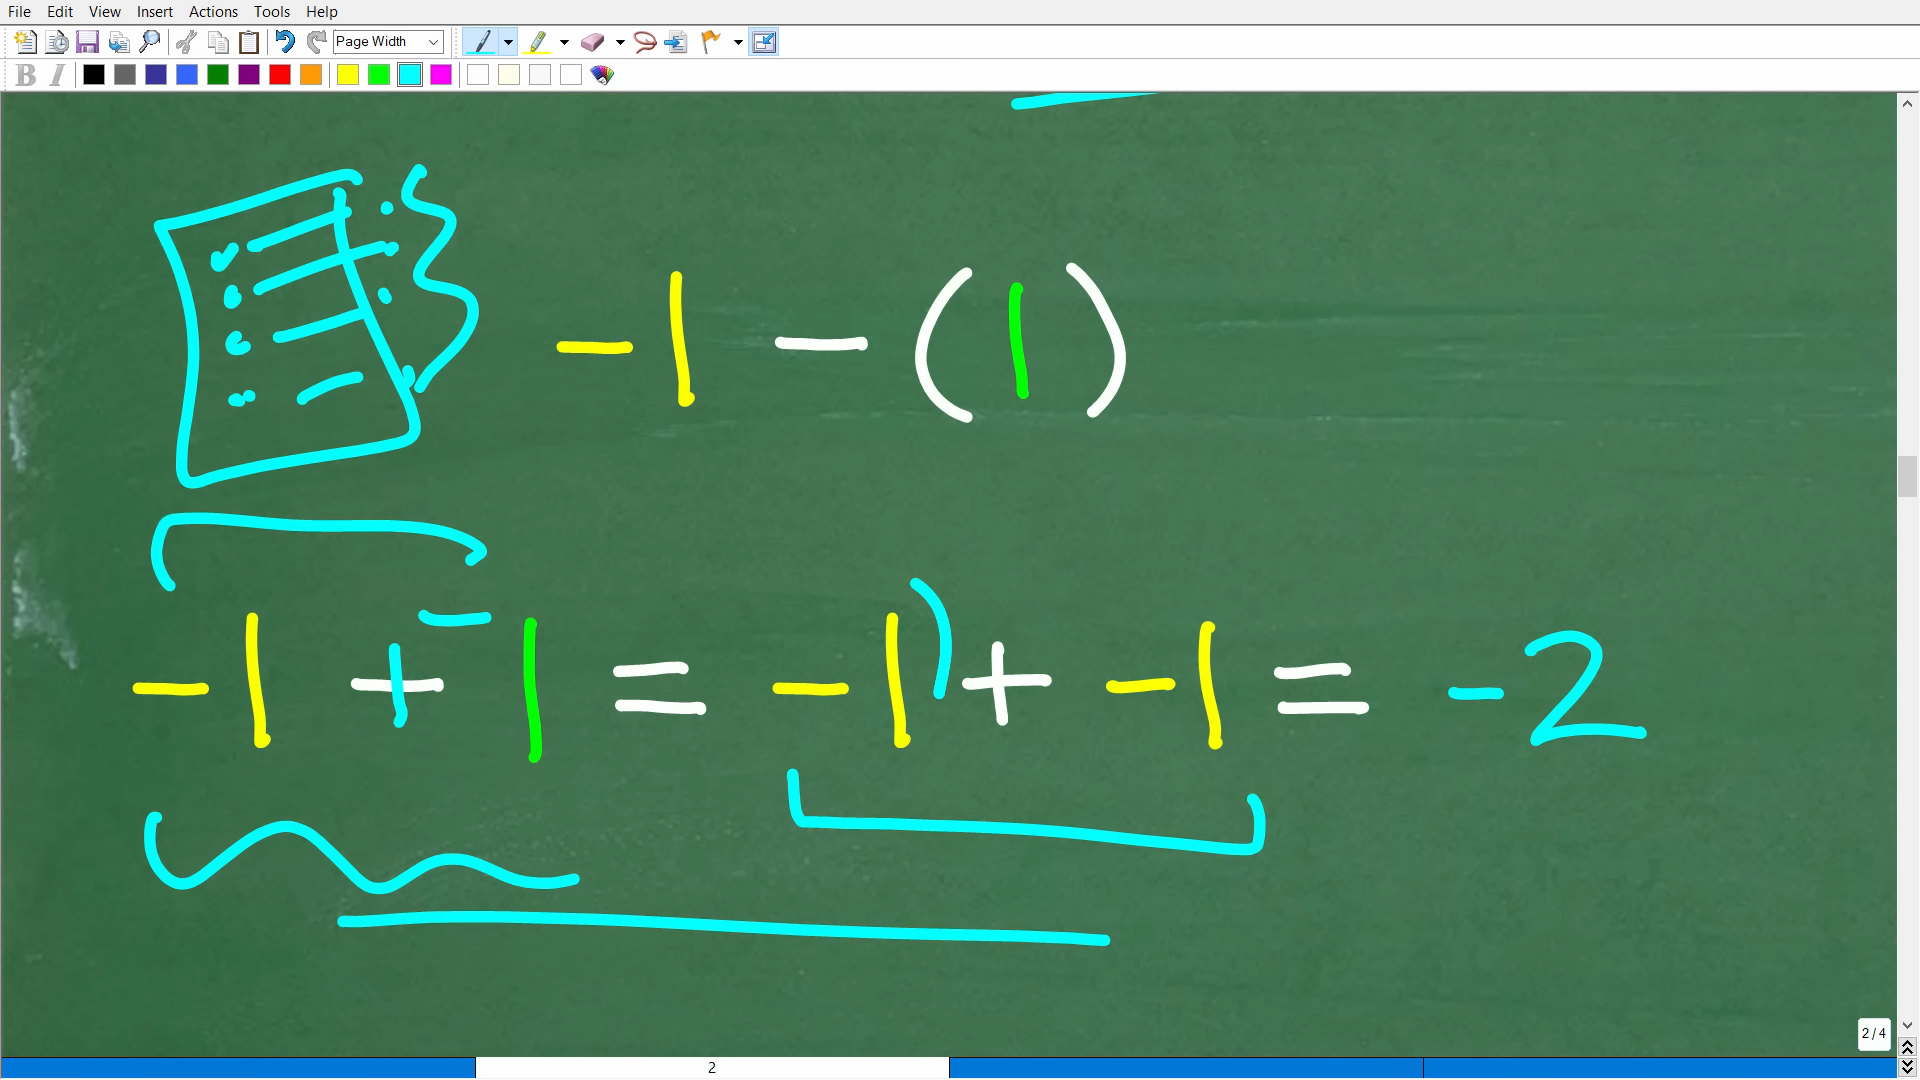 File Edit View Insert Actions Tools Help
Page Width
B I
- 1 - ( 1 )
- 1 + - 1 = - 1 + - 1 = - 2
2 / 4
2